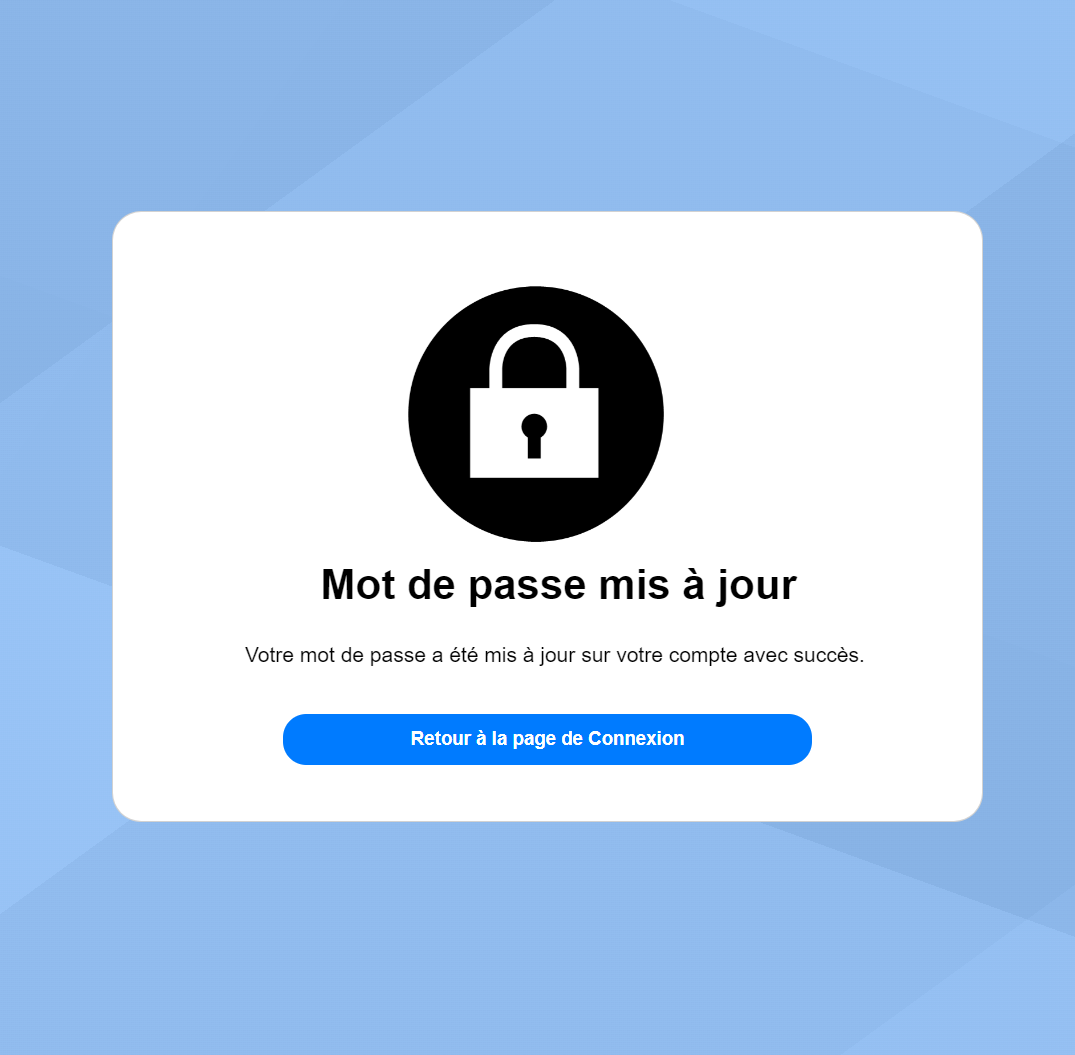 Mot de passe mis à jour
Votre mot de passe a été mis à jour sur votre compte avec succès.
Retour à la page de Connexion